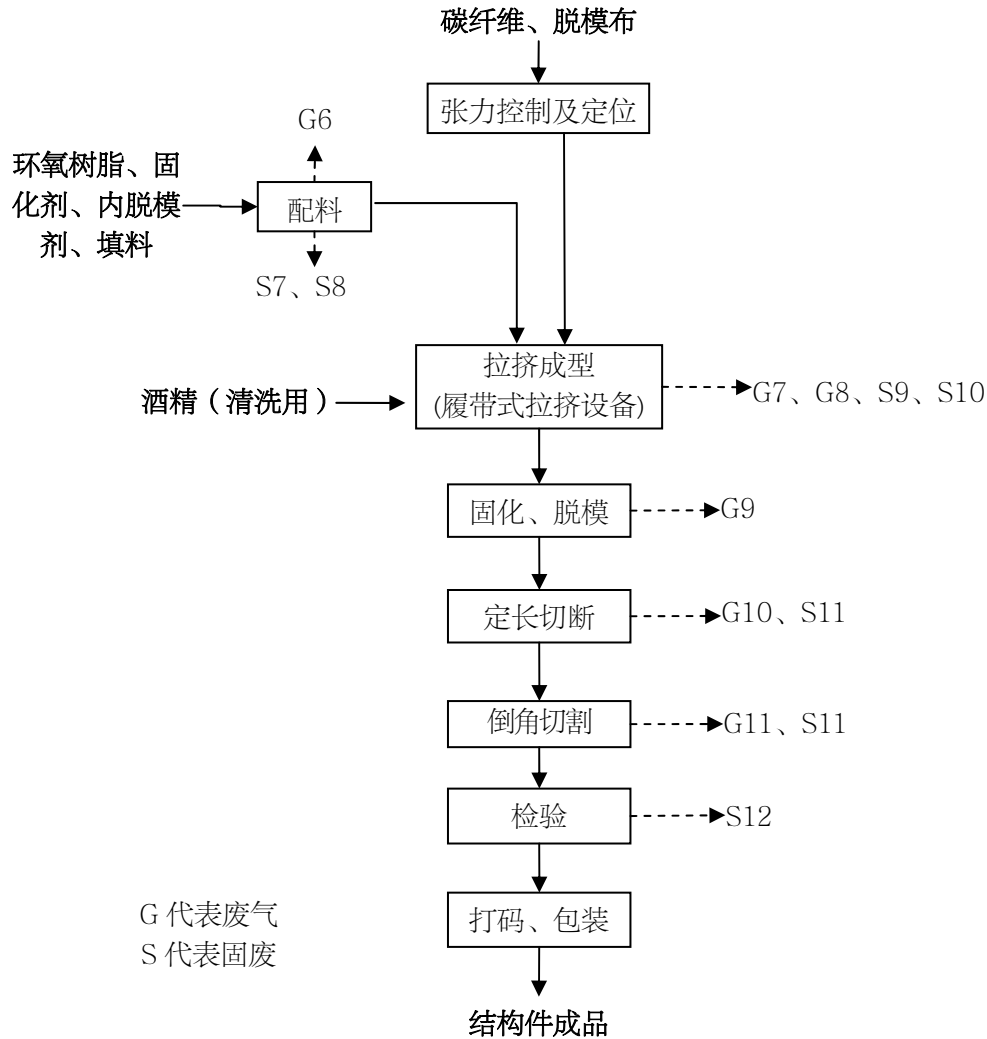 碳纤维、脱模布
张力控制及定位
G6
环氧树脂、固
化剂、内脱模
剂、填料
配料
S7、S8
拉挤成型
(履带式拉挤设备)
酒精（清洗用）
G7、G8、S9、S10
固化、脱模
G9
定长切断
G10、S11
倒角切割
G11、S11
检验
S12
打码、包装
G 代表废气
S 代表固废
结构件成品